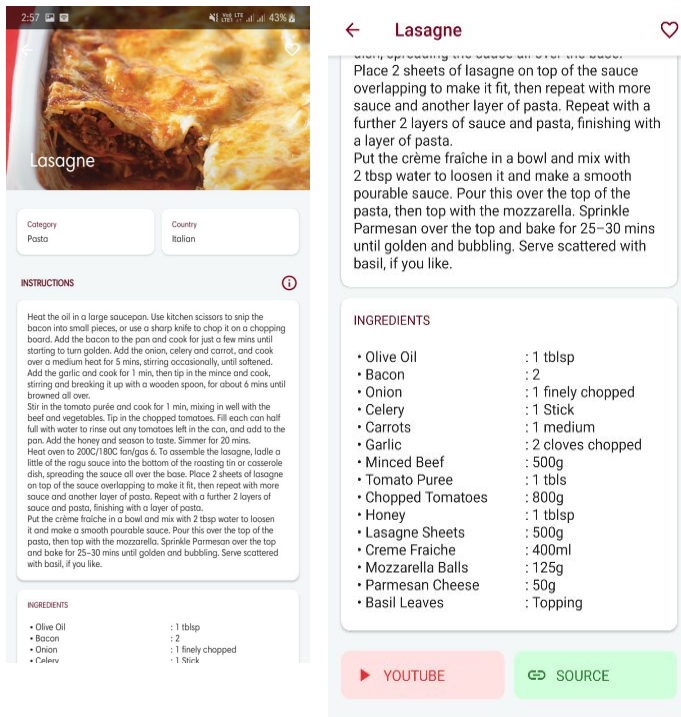 2:57
VoD LTE
LTE1
43%
Lasagne
Category
Pasta
Country
Italian
INSTRUCTIONS
Heat the oil in a large saucepan. Use kitchen scissors to snip the
bacon into small pieces, or use a sharp knife to chop it on a chopping
board. Add the bacon to the pan and cook for just a few mins until
starting to turn golden. Add the onion, celery and carrot, and cook
over a medium heat for 5 mins, stirring occasionally, until softened.
Add the garlic and cook for 1 min, then tip in the mince and cook,
stirring and breaking it up with a wooden spoon, for about 6 mins until
browned all over.
Stir in the tomato purée and cook for 1 min, mixing in well with the
beef and vegetables. Tip in the chopped tomatoes. Fill each can half
full with water to rinse out any tomatoes left in the can, and add to the
pan. Add the honey and season to taste. Simmer for 20 mins.
Heat oven to 200C/180C fan/gas 6. To assemble the lasagne, ladle a
little of the ragu sauce into the bottom of the roasting tin or casserole
dish, spreading the sauce all over the base. Place 2 sheets of lasagne
on top of the sauce overlapping to make it fit, then repeat with more
sauce and another layer of pasta. Repeat with a further 2 layers of
sauce and pasta, finishing with a layer of pasta.
Put the crème fraîche in a bowl and mix with 2 tbsp water to loosen
it and make a smooth pourable sauce. Pour this over the top of the
pasta, then top with the mozzarella. Sprinkle Parmesan over the top
and bake for 25–30 mins until golden and bubbling. Serve scattered
with basil, if you like.
INGREDIENTS
• Olive Oil : 1 tblsp
• Bacon : 2
• Onion : 1 finely chopped
• Celery : 1 Stick
Lasagne
dish, spreading the sauce all over the base.
Place 2 sheets of lasagne on top of the sauce
overlapping to make it fit, then repeat with more
sauce and another layer of pasta. Repeat with a
further 2 layers of sauce and pasta, finishing with
a layer of pasta.
Put the crème fraîche in a bowl and mix with
2 tbsp water to loosen it and make a smooth
pourable sauce. Pour this over the top of the
pasta, then top with the mozzarella. Sprinkle
Parmesan over the top and bake for 25–30 mins
until golden and bubbling. Serve scattered with
basil, if you like.
INGREDIENTS
• Olive Oil : 1 tblsp
• Bacon : 2
• Onion : 1 finely chopped
• Celery : 1 Stick
• Carrots : 1 medium
• Garlic : 2 cloves chopped
• Minced Beef : 500g
• Tomato Puree : 1 tbls
• Chopped Tomatoes : 800g
• Honey : 1 tblsp
• Lasagne Sheets : 500g
• Creme Fraiche : 400ml
• Mozzarella Balls : 125g
• Parmesan Cheese : 50g
• Basil Leaves : Topping
YOUTUBE
SOURCE